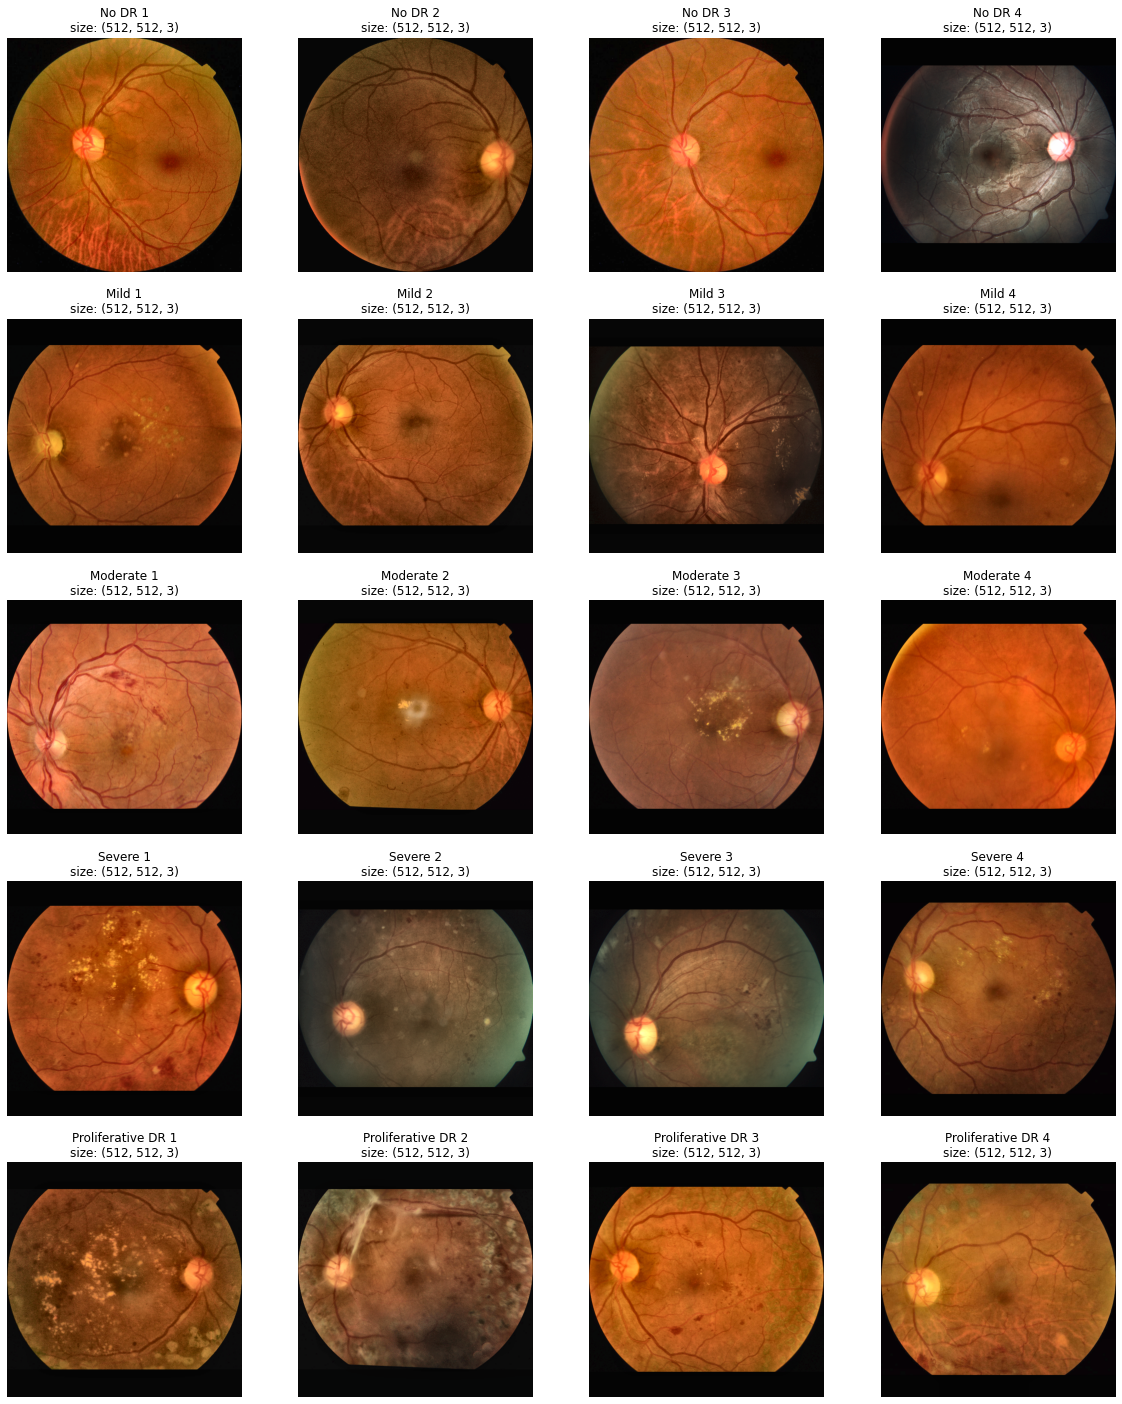 No DR 1
size: (512, 512, 3)
No DR 2
size: (512, 512, 3)
No DR 3
size: (512, 512, 3)
No DR 4
size: (512, 512, 3)
Mild 1
size: (512, 512, 3)
Mild 2
size: (512, 512, 3)
Mild 3
size: (512, 512, 3)
Mild 4
size: (512, 512, 3)
Moderate 1
size: (512, 512, 3)
Moderate 2
size: (512, 512, 3)
Moderate 3
size: (512, 512, 3)
Moderate 4
size: (512, 512, 3)
Severe 1
size: (512, 512, 3)
Severe 2
size: (512, 512, 3)
Severe 3
size: (512, 512, 3)
Severe 4
size: (512, 512, 3)
Proliferative DR 1
size: (512, 512, 3)
Proliferative DR 2
size: (512, 512, 3)
Proliferative DR 3
size: (512, 512, 3)
Proliferative DR 4
size: (512, 512, 3)